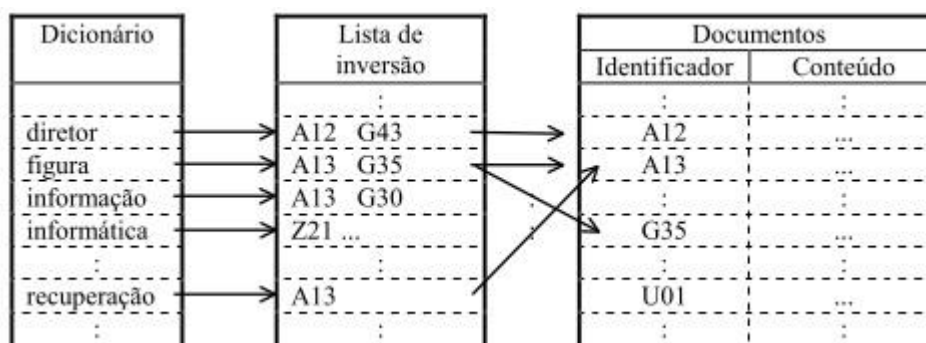 Dicionário Lista de inversão Documentos
Identificador Conteúdo
: : :
diretor A12 G43 A12 ...
figura A13 G35 A13 ...
informação A13 G30 : :
informática Z21 ... : G35 ...
: : : :
recuperação A13 U01 ...
: : : :